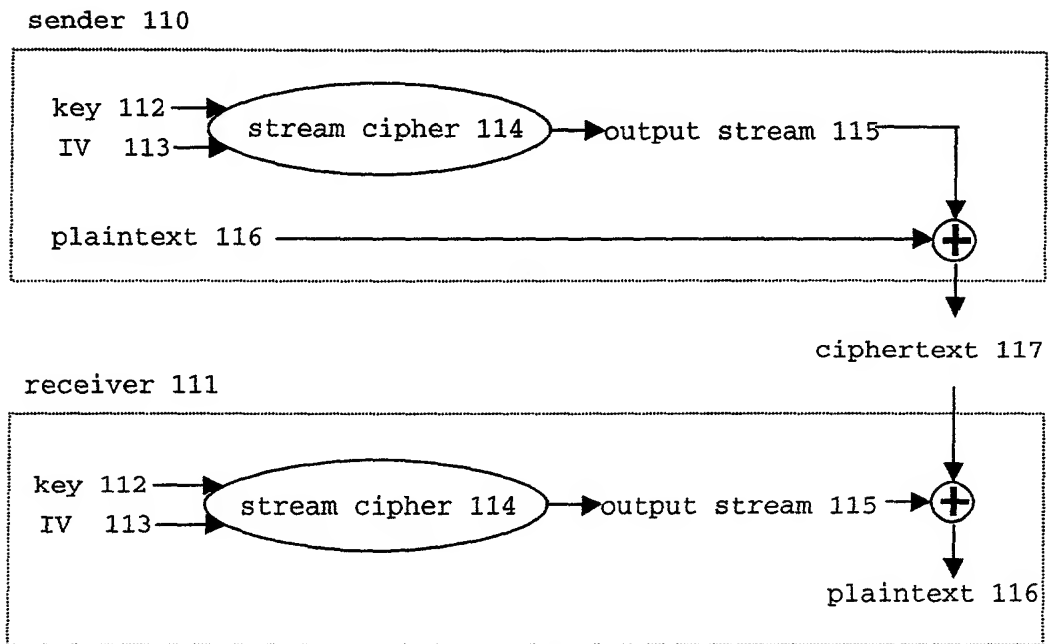 sender 110
key 112
stream cipher 114
output stream 115
IV 113
plaintext 116
ciphertext 117
receiver 111
key 112
stream cipher 114
output stream 115
IV 113
plaintext 116